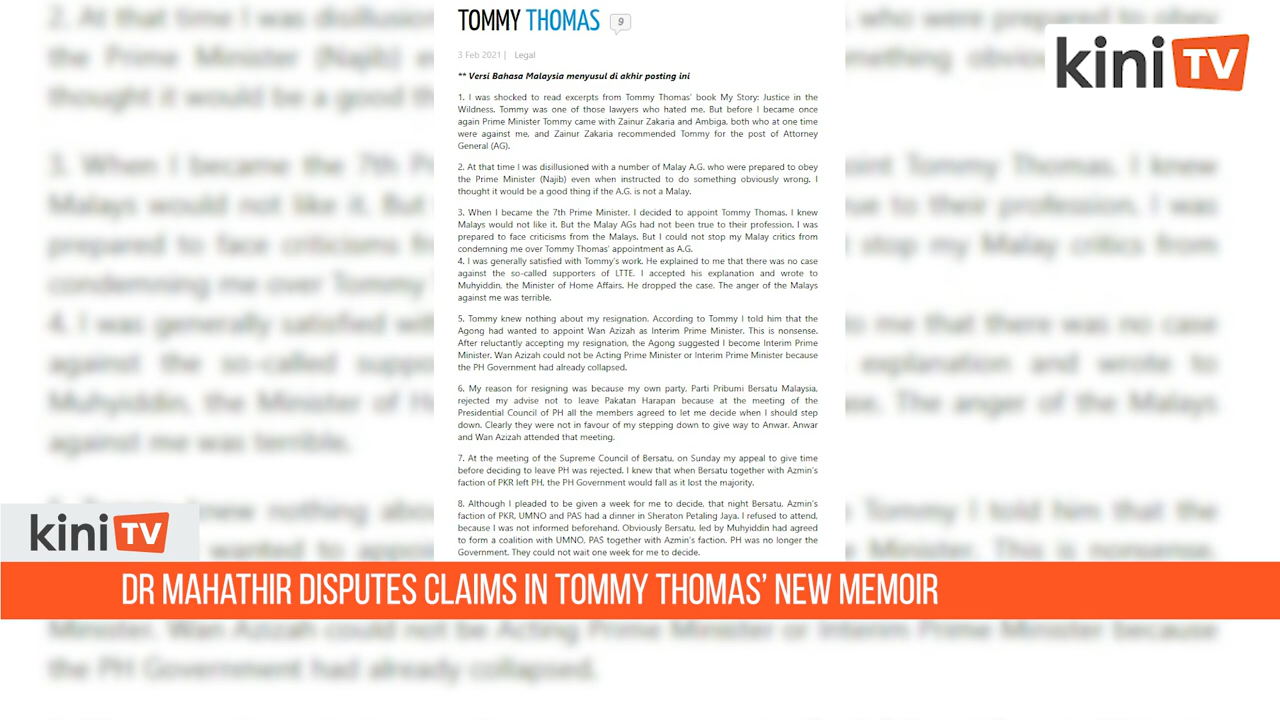 TOMMY THOMAS 9
3 Feb 2021 | Legal
** Versi Bahasa Malaysia menyusul di akhir posting ini
1. I was shocked to read excerpts from Tommy Thomas' book My Story: Justice in the
Wildness. Tommy was one of those lawyers who hated me. But before I became once
again Prime Minister Tommy came with Zainur Zakaria and Ambiga, both who at one time
were against me, and Zainur Zakaria recommended Tommy for the post of Attorney
General (AG).
2. At that time I was disillusioned with a number of Malay A.G. who were prepared to obey
the Prime Minister (Najib) even when instructed to do something obviously wrong. I
thought it would be a good thing if the A.G. is not a Malay.
3. When I became the 7th Prime Minister, I decided to appoint Tommy Thomas. I knew
Malays would not like it. But the Malay AGs had not been true to their profession. I was
prepared to face criticisms from the Malays. But I could not stop my Malay critics from
condemning me over Tommy Thomas' appointment as A.G.
4. I was generally satisfied with Tommy's work. He explained to me that there was no case
against the so-called supporters of LTTE. I accepted his explanation and wrote to
Muhyiddin, the Minister of Home Affairs. He dropped the case. The anger of the Malays
against me was terrible.
5. Tommy knew nothing about my resignation. According to Tommy I told him that the
Agong had wanted to appoint Wan Azizah as Interim Prime Minister. This is nonsense.
After reluctantly accepting my resignation, the Agong suggested I become Interim Prime
Minister. Wan Azizah could not be Acting Prime Minister or Interim Prime Minister because
the PH Government had already collapsed.
6. My reason for resigning was because my own party, Parti Pribumi Bersatu Malaysia,
rejected my advise not to leave Pakatan Harapan because at the meeting of the
Presidential Council of PH all the members agreed to let me decide when I should step
down. Clearly they were not in favour of my stepping down to give way to Anwar. Anwar
and Wan Azizah attended that meeting.
7. At the meeting of the Supreme Council of Bersatu, on Sunday my appeal to give time
before deciding to leave PH was rejected. I knew that when Bersatu together with Azmin's
faction of PKR left PH, the PH Government would fall as it lost the majority.
8. Although I pleaded to be given a week for me to decide, that night Bersatu, Azmin's
faction of PKR, UMNO and PAS had a dinner in Sheraton Petaling Jaya. I refused to attend,
because I was not informed beforehand. Obviously Bersatu, led by Muhyiddin had agreed
to form a coalition with UMNO, PAS together with Azmin's faction. PH was no longer the
Government. They could not wait one week for me to decide.
kini TV
kini TV
DR MAHATHIR DISPUTES CLAIMS IN TOMMY THOMAS' NEW MEMOIR